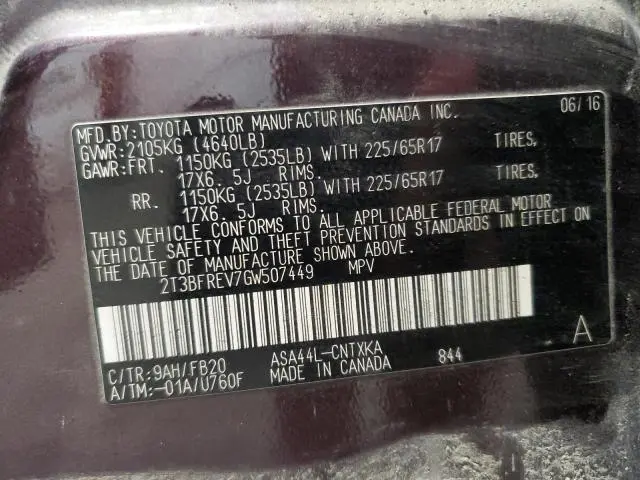 MFD. BY: TOYOTA MOTOR MANUFACTURING CANADA INC. 06/16
GVWR: 2105KG (4640LB)
GAWR: FRT. 1150KG (2535LB) WITH 225/65R17 TIRES,
17X6.5J RIMS.
RR. 1150KG (2535LB) WITH 225/65R17 TIRES,
17X6.5J RIMS.
THIS VEHICLE CONFORMS TO ALL APPLICABLE FEDERAL MOTOR
VEHICLE SAFETY AND THEFT PREVENTION STANDARDS IN EFFECT ON
THE DATE OF MANUFACTURE SHOWN ABOVE.
2T3BFREV7GW507449 MPV
A
C/TR: 9AH/FB20 ASA44L-CNTXKA 844
A/TM: -01A/U760F MADE IN CANADA